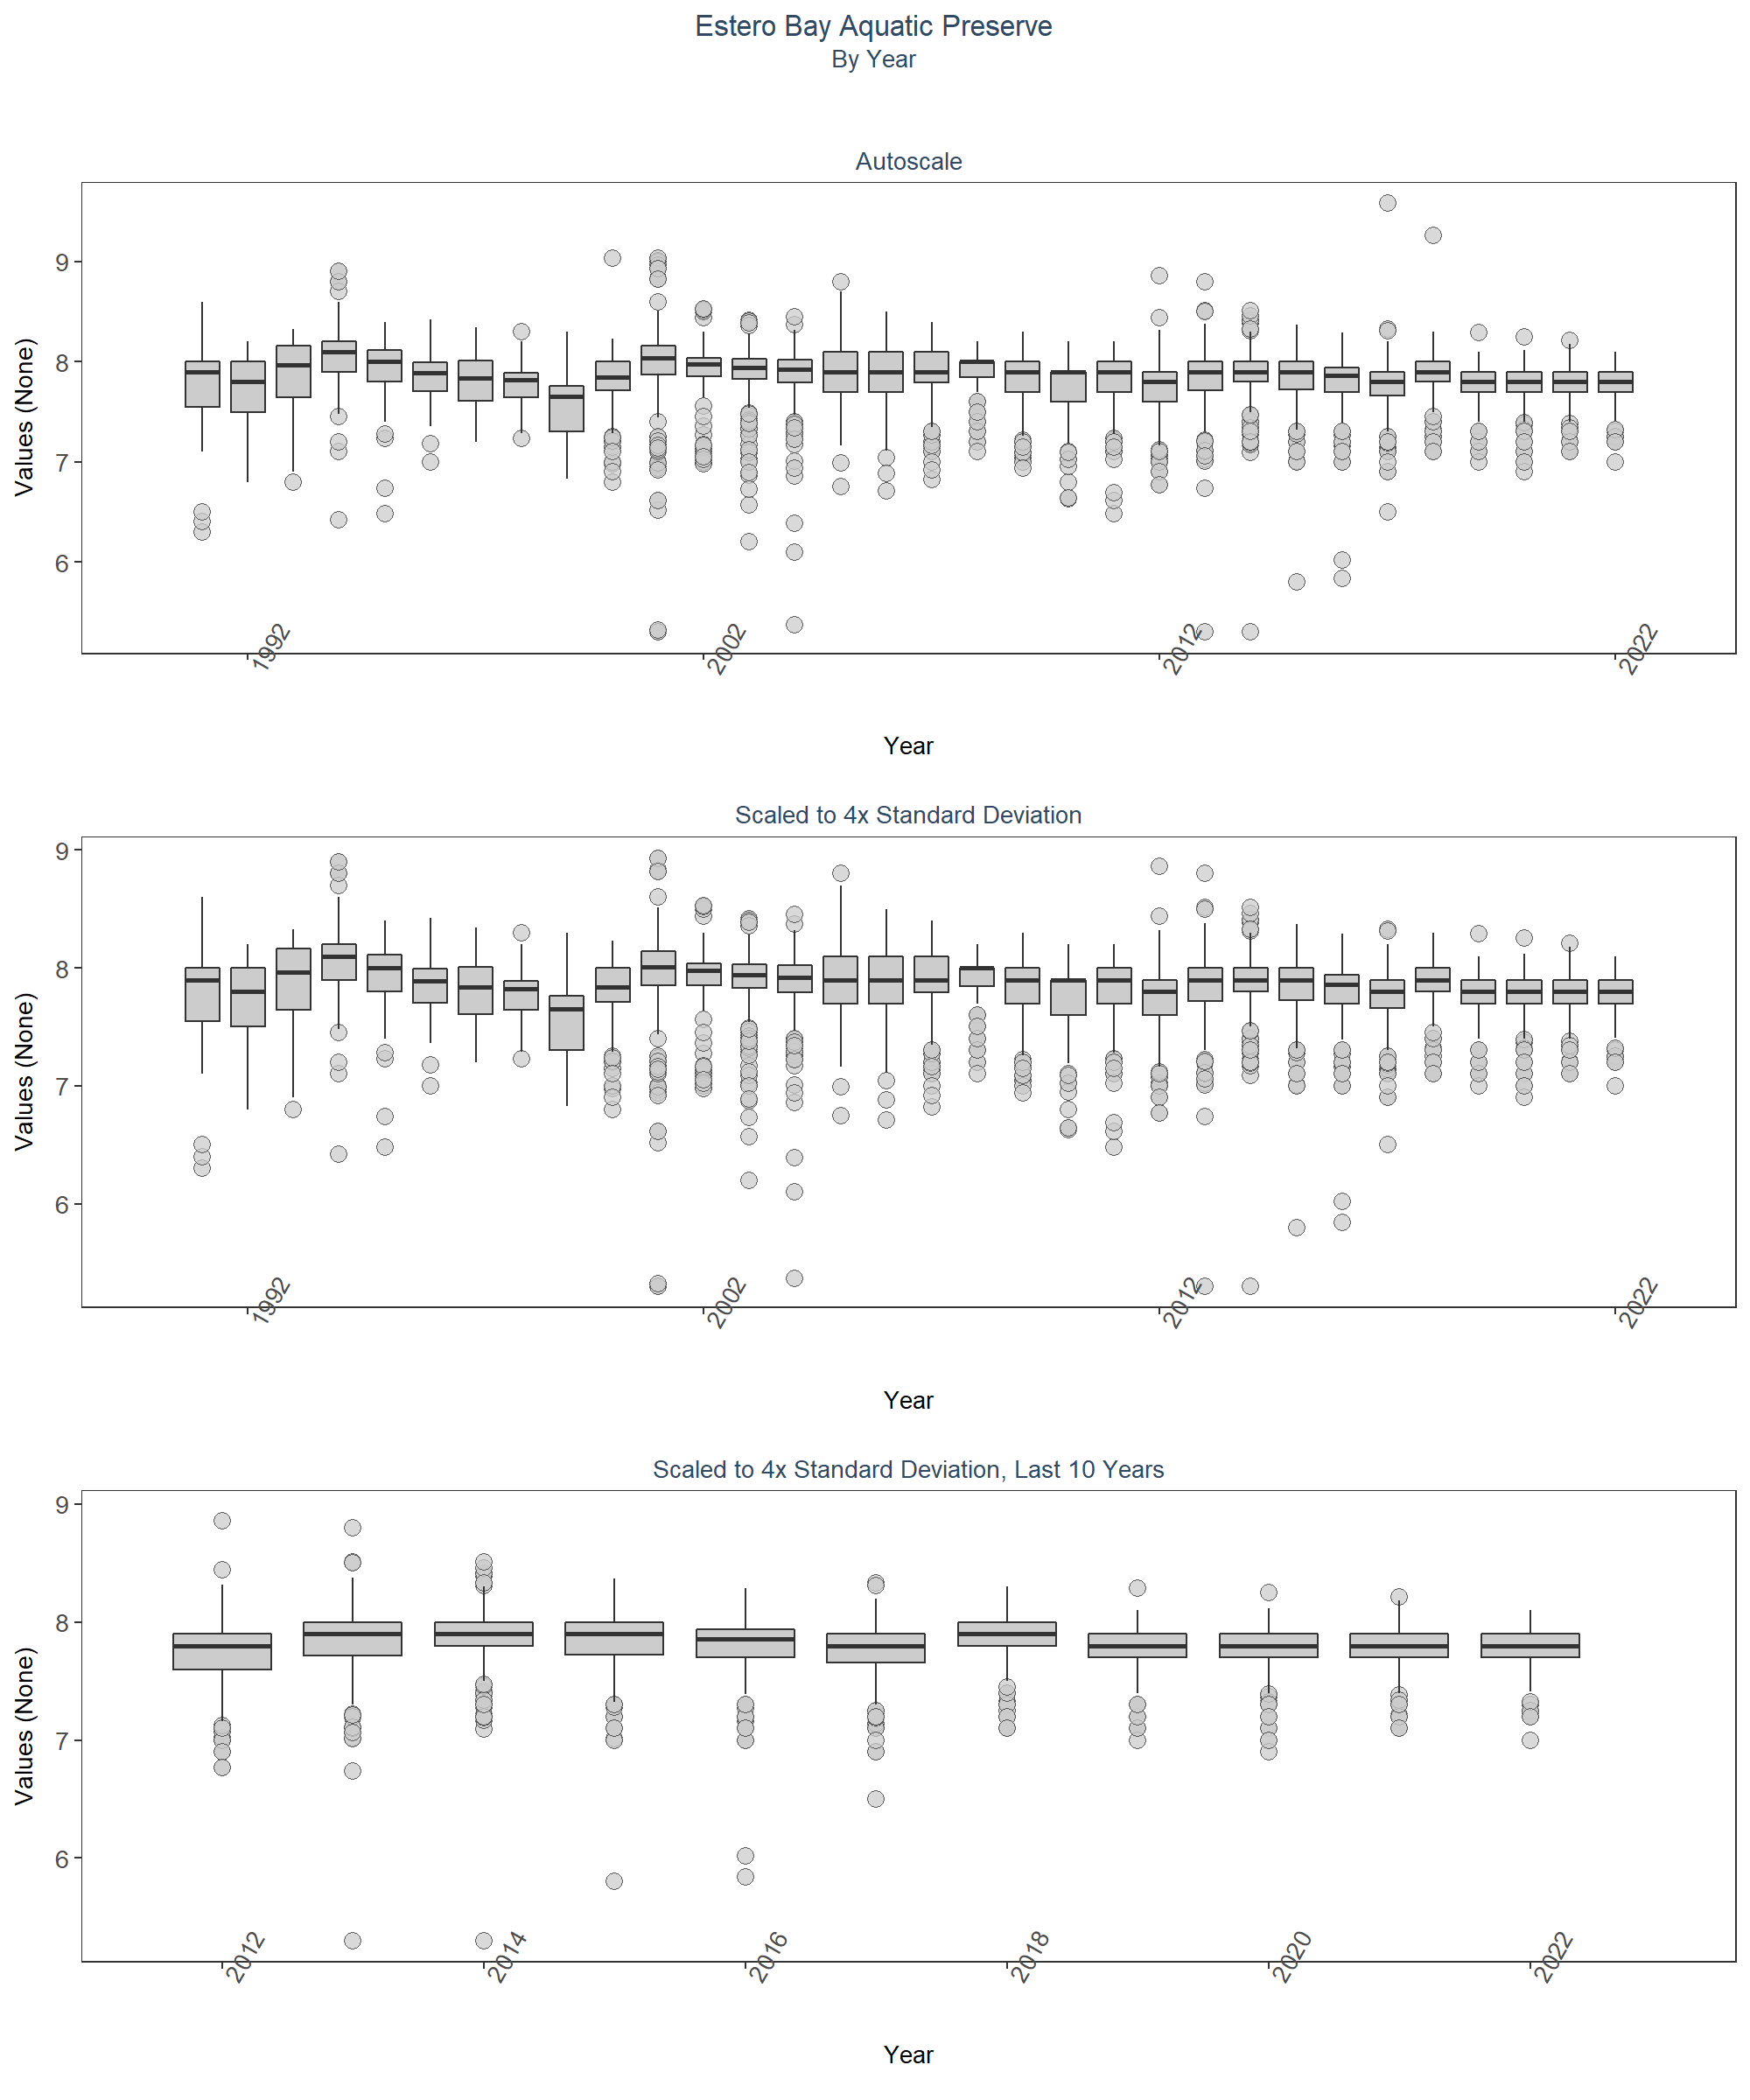 Estero Bay Aquatic Preserve
By Year
Autoscale
Values (None)
9
8
7
6
1992
2002
2012
2022
Year
Scaled to 4x Standard Deviation
Values (None)
9
8
7
6
1992
2002
2012
2022
Year
Scaled to 4x Standard Deviation, Last 10 Years
Values (None)
9
8
7
6
2012
2014
2016
2018
2020
2022
Year